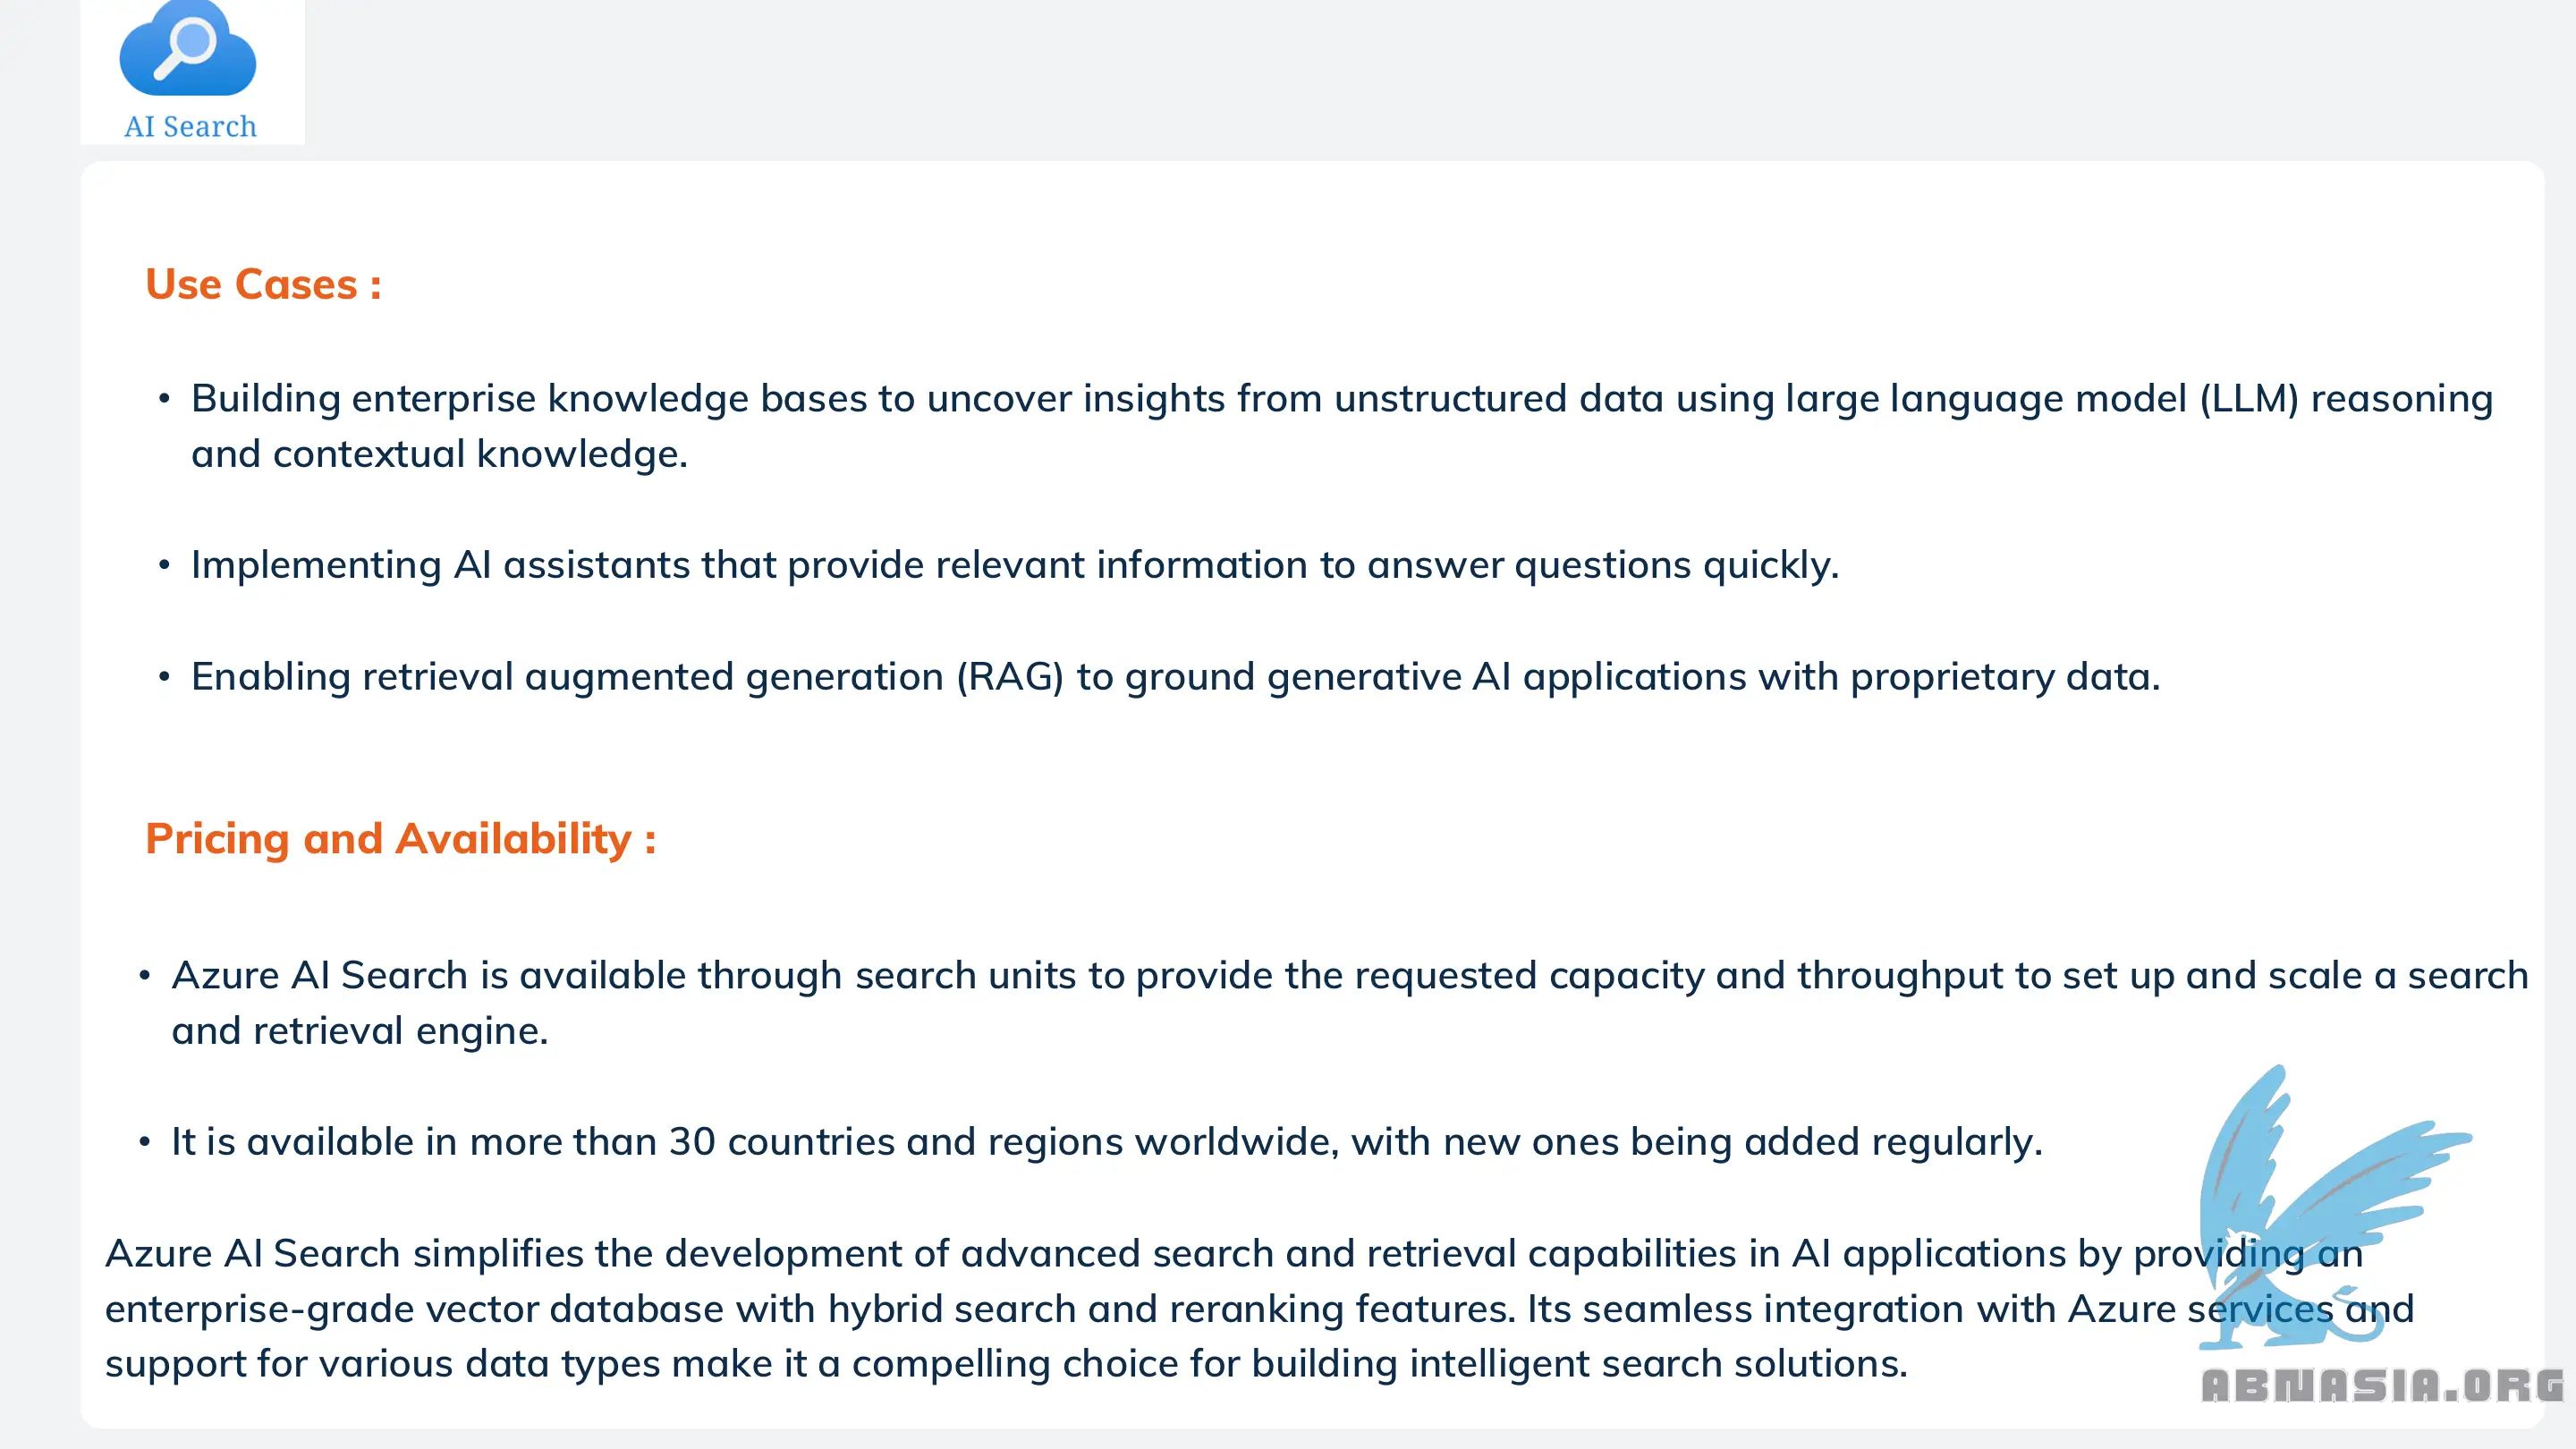 AI Search
Use Cases :
• Building enterprise knowledge bases to uncover insights from unstructured data using large language model (LLM) reasoning
and contextual knowledge.
• Implementing AI assistants that provide relevant information to answer questions quickly.
• Enabling retrieval augmented generation (RAG) to ground generative AI applications with proprietary data.
Pricing and Availability :
• Azure AI Search is available through search units to provide the requested capacity and throughput to set up and scale a search
and retrieval engine.
• It is available in more than 30 countries and regions worldwide, with new ones being added regularly.
Azure AI Search simplifies the development of advanced search and retrieval capabilities in AI applications by providing an
enterprise-grade vector database with hybrid search and reranking features. Its seamless integration with Azure services and
support for various data types make it a compelling choice for building intelligent search solutions.
ABNASIA.ORG